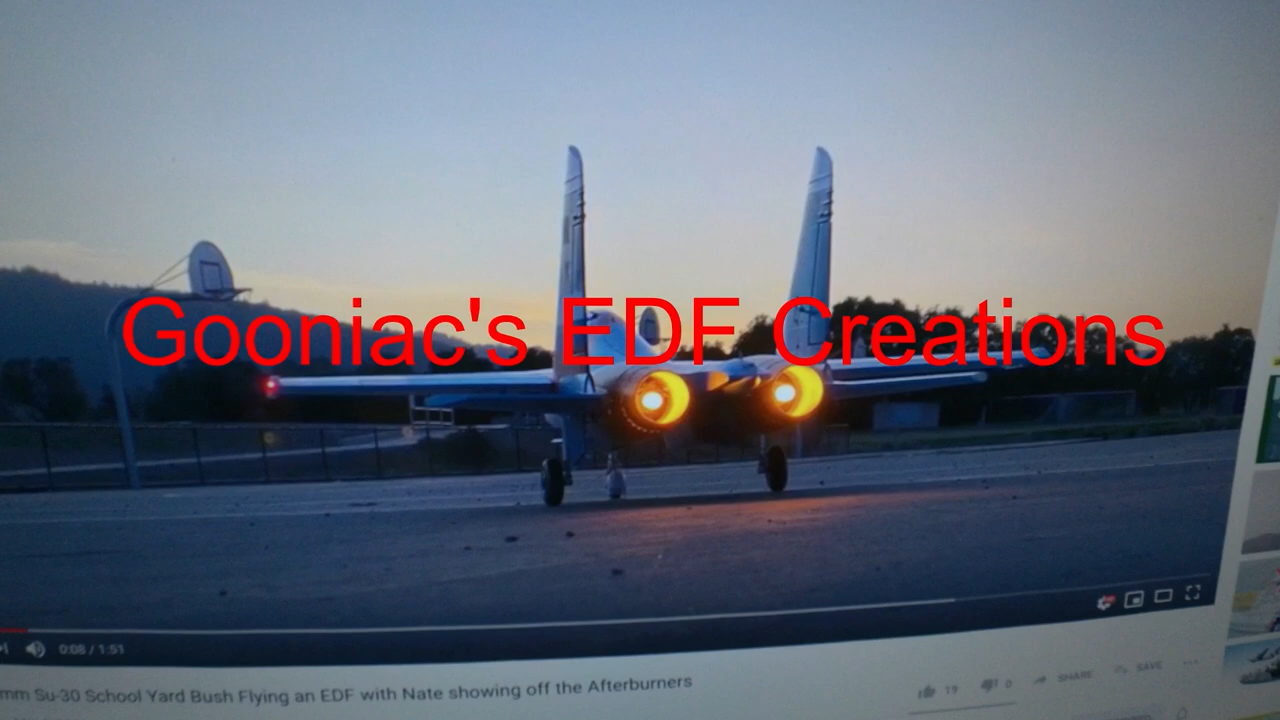 Gooniac's EDF Creations
0:08 / 1:51
mm Su-30 School Yard Bush Flying an EDF with Nate showing off the Afterburners
19
0
SHARE
SAVE